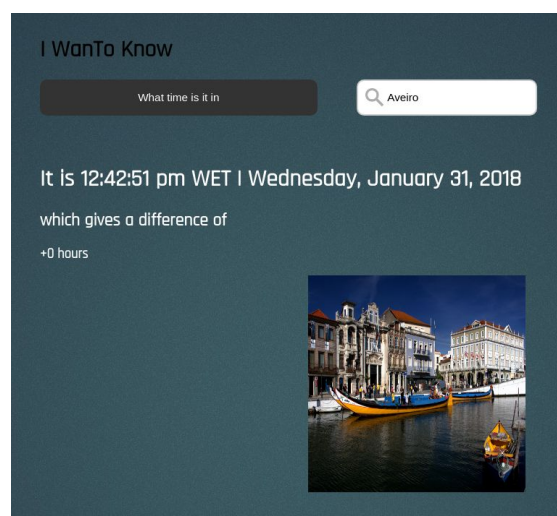 I WanTo Know
What time is it in
Aveiro
It is 12:42:51 pm WET | Wednesday, January 31, 2018
which gives a difference of
+0 hours